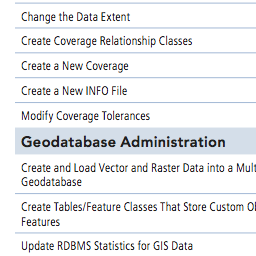 Change the Data Extent
Create Coverage Relationship Classes
Create a New Coverage
Create a New INFO File
Modify Coverage Tolerances
Geodatabase Administration
Create and Load Vector and Raster Data into a
Geodatabase
Create Tables/Feature Classes That Store Custom
Features
Update RDBMS Statistics for GIS Data